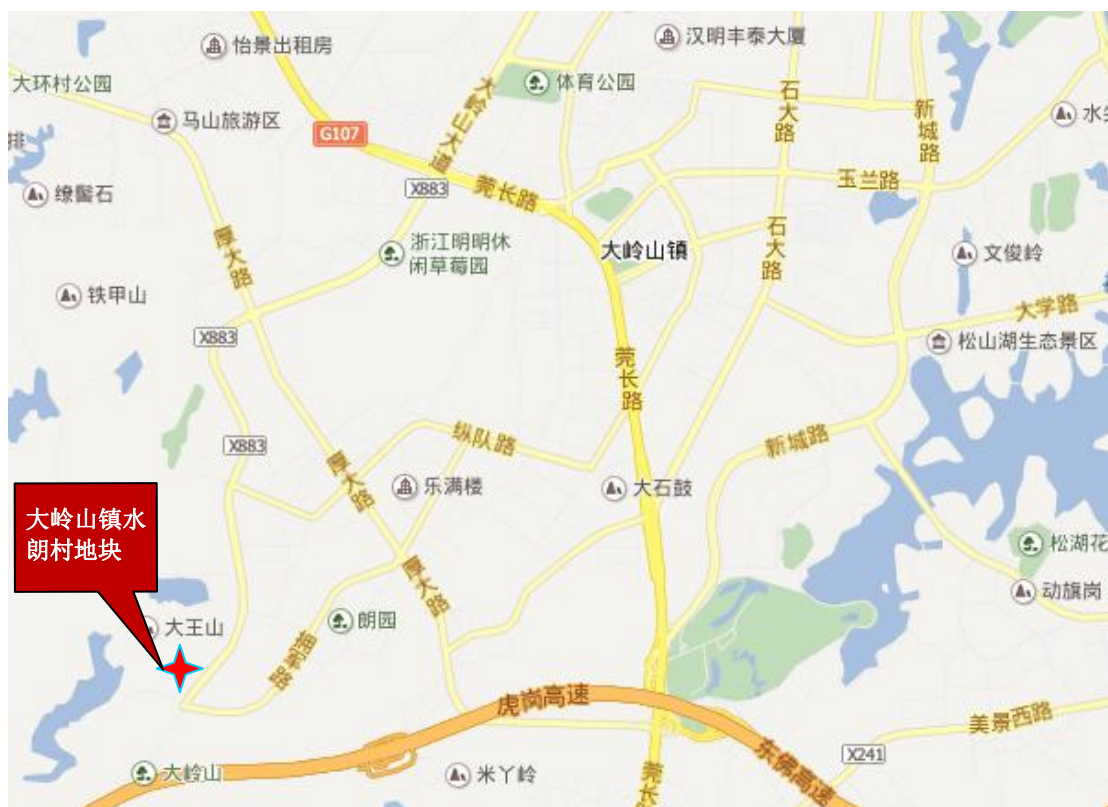 怡景出租房
汉明丰泰大厦
大环村公园
体育公园
石大路
新城路
水
马山旅游区
大岭山大道
G107
排
X883
莞长路
玉兰路
缭髻石
厚大路
浙江明明休
闲草莓园
大岭山镇
石大路
文俊岭
铁甲山
大学路
X883
松山湖生态景区
莞长路
X883
纵队路
新城路
厚大路
乐满楼
大石鼓
大岭山镇水
朗村地块
松湖花
厚大路
动旗岗
大王山
朗园
拥军路
虎岗高速
美景西路
东佛高速
X241
大岭山
米丫岭
莞长